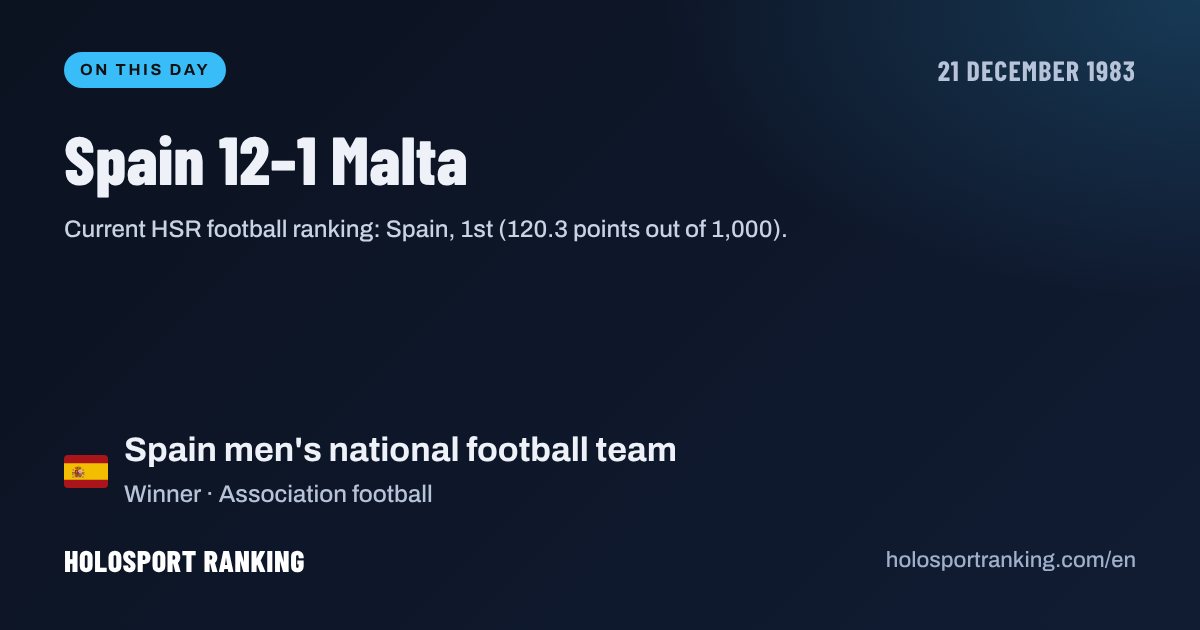 ON THIS DAY
21 DECEMBER 1983
Spain 12–1 Malta
Current HSR football ranking: Spain, 1st (120.3 points out of 1,000).
Spain men's national football team
Winner · Association football
HOLOSPORT RANKING
holosportranking.com/en